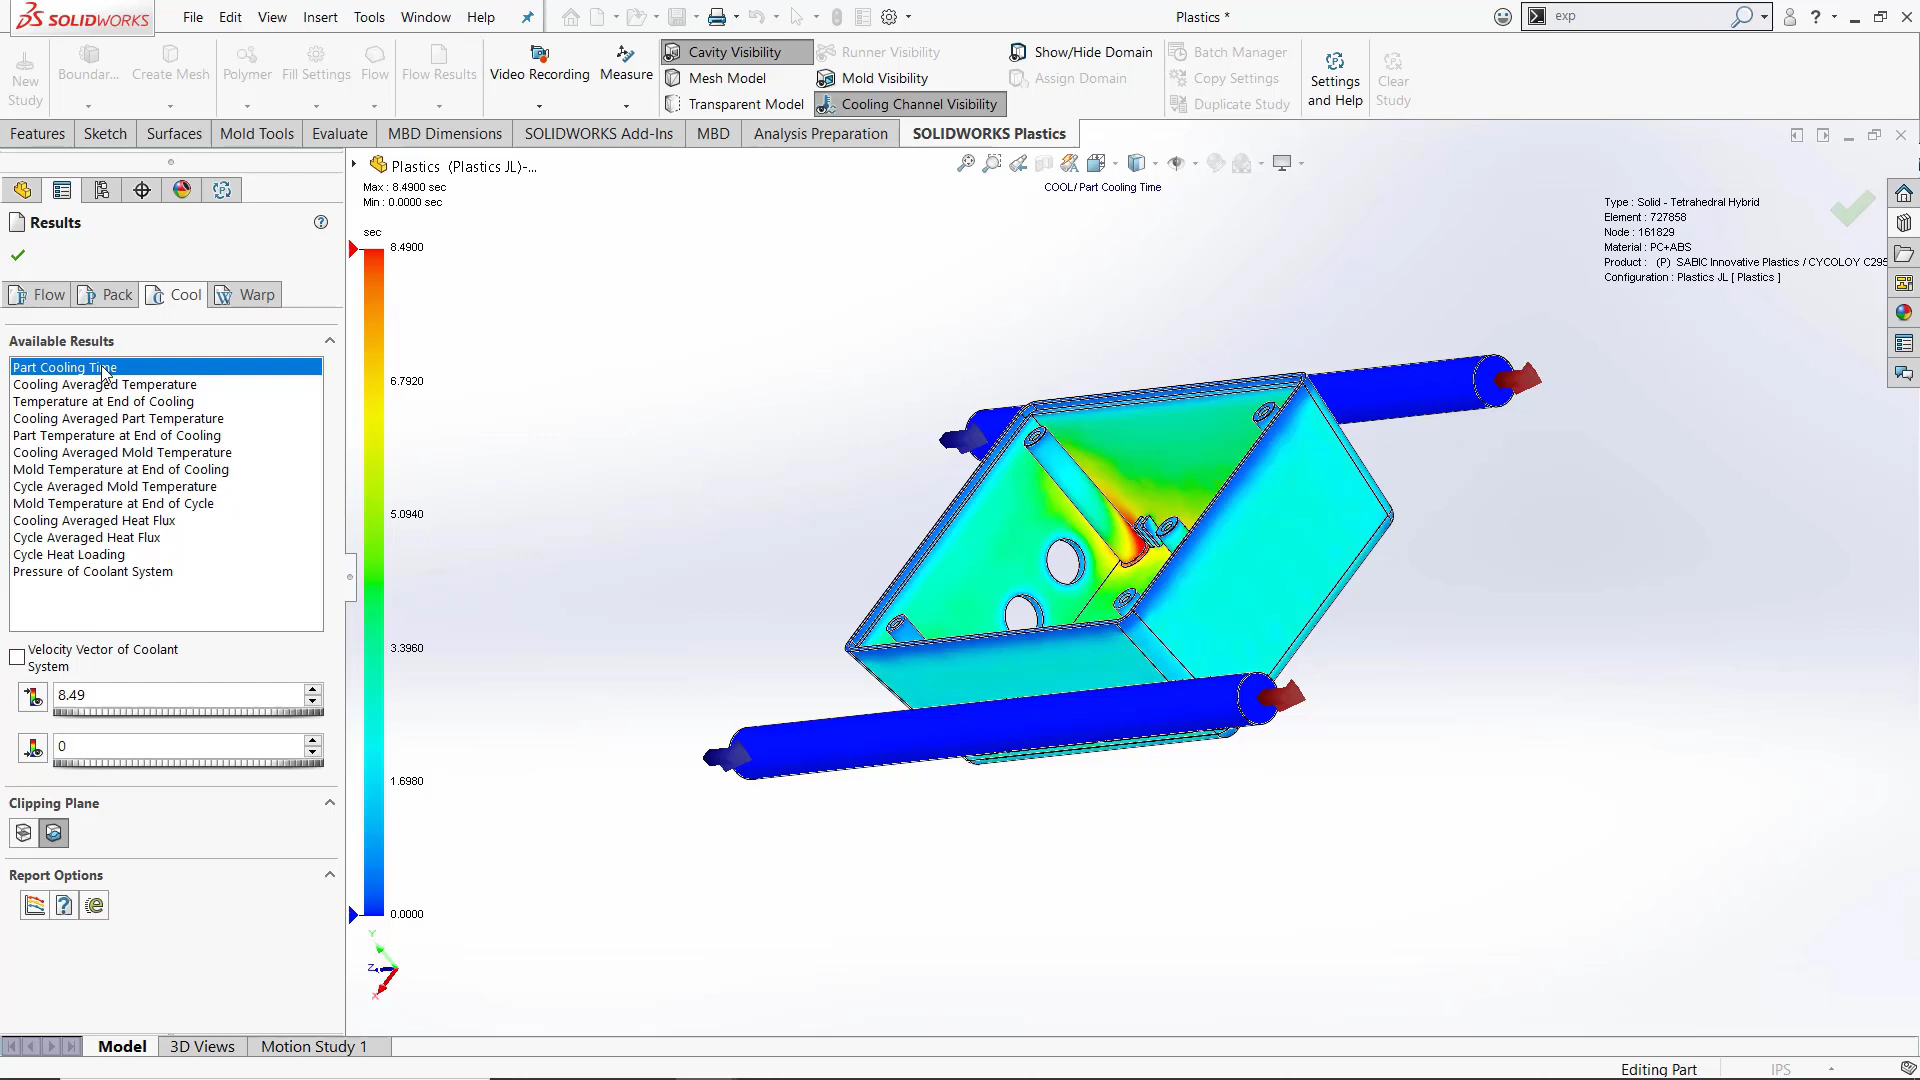 SOLIDWORKS
File Edit View Insert Tools Window Help
Plastics *
exp
New Study
Boundar...
Create Mesh
Polymer
Fill Settings
Flow
Flow Results
Video Recording
Measure
Cavity Visibility
Mesh Model
Transparent Model
Runner Visibility
Mold Visibility
Cooling Channel Visibility
Show/Hide Domain
Assign Domain
Batch Manager
Copy Settings
Duplicate Study
Settings and Help
Clear Study
Features Sketch Surfaces Mold Tools Evaluate MBD Dimensions SOLIDWORKS Add-Ins MBD Analysis Preparation SOLIDWORKS Plastics
Results
Flow Pack Cool Warp
Available Results
Part Cooling Time
Cooling Averaged Temperature
Temperature at End of Cooling
Cooling Averaged Part Temperature
Part Temperature at End of Cooling
Cooling Averaged Mold Temperature
Mold Temperature at End of Cooling
Cycle Averaged Mold Temperature
Mold Temperature at End of Cycle
Cooling Averaged Heat Flux
Cycle Averaged Heat Flux
Cycle Heat Loading
Pressure of Coolant System
Velocity Vector of Coolant
System
8.49
0
Clipping Plane
Report Options
Plastics (Plastics JL)-...
Max : 8.4900 sec
Min : 0.0000 sec
sec
8.4900
6.7920
5.0940
3.3960
1.6980
0.0000
Y
Z
X
COOL/ Part Cooling Time
Type : Solid - Tetrahedral Hybrid
Element : 727858
Node : 161829
Material : PC+ABS
Product : (P) SABIC Innovative Plastics / CYCOLOY C295
Configuration : Plastics JL [ Plastics ]
Model 3D Views Motion Study 1
Editing Part IPS